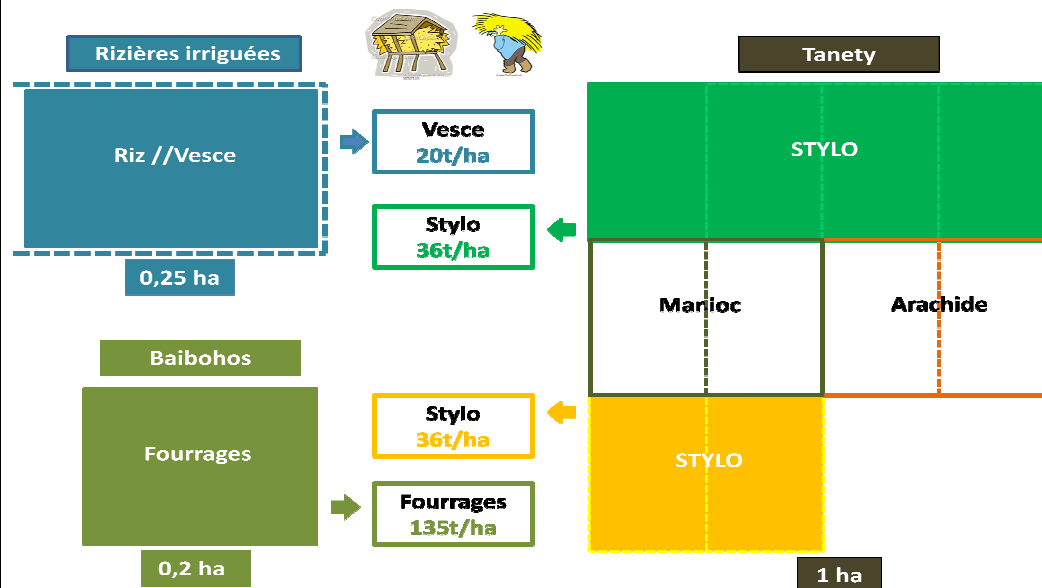 Rizières irriguées
Riz //Vesce
0,25 ha
Vesce
20t/ha
Stylo
36t/ha
Tanety
STYLO
Manioc
Arachide
Baibohos
Fourrages
0,2 ha
Stylo
36t/ha
Fourrages
135t/ha
STYLO
1 ha